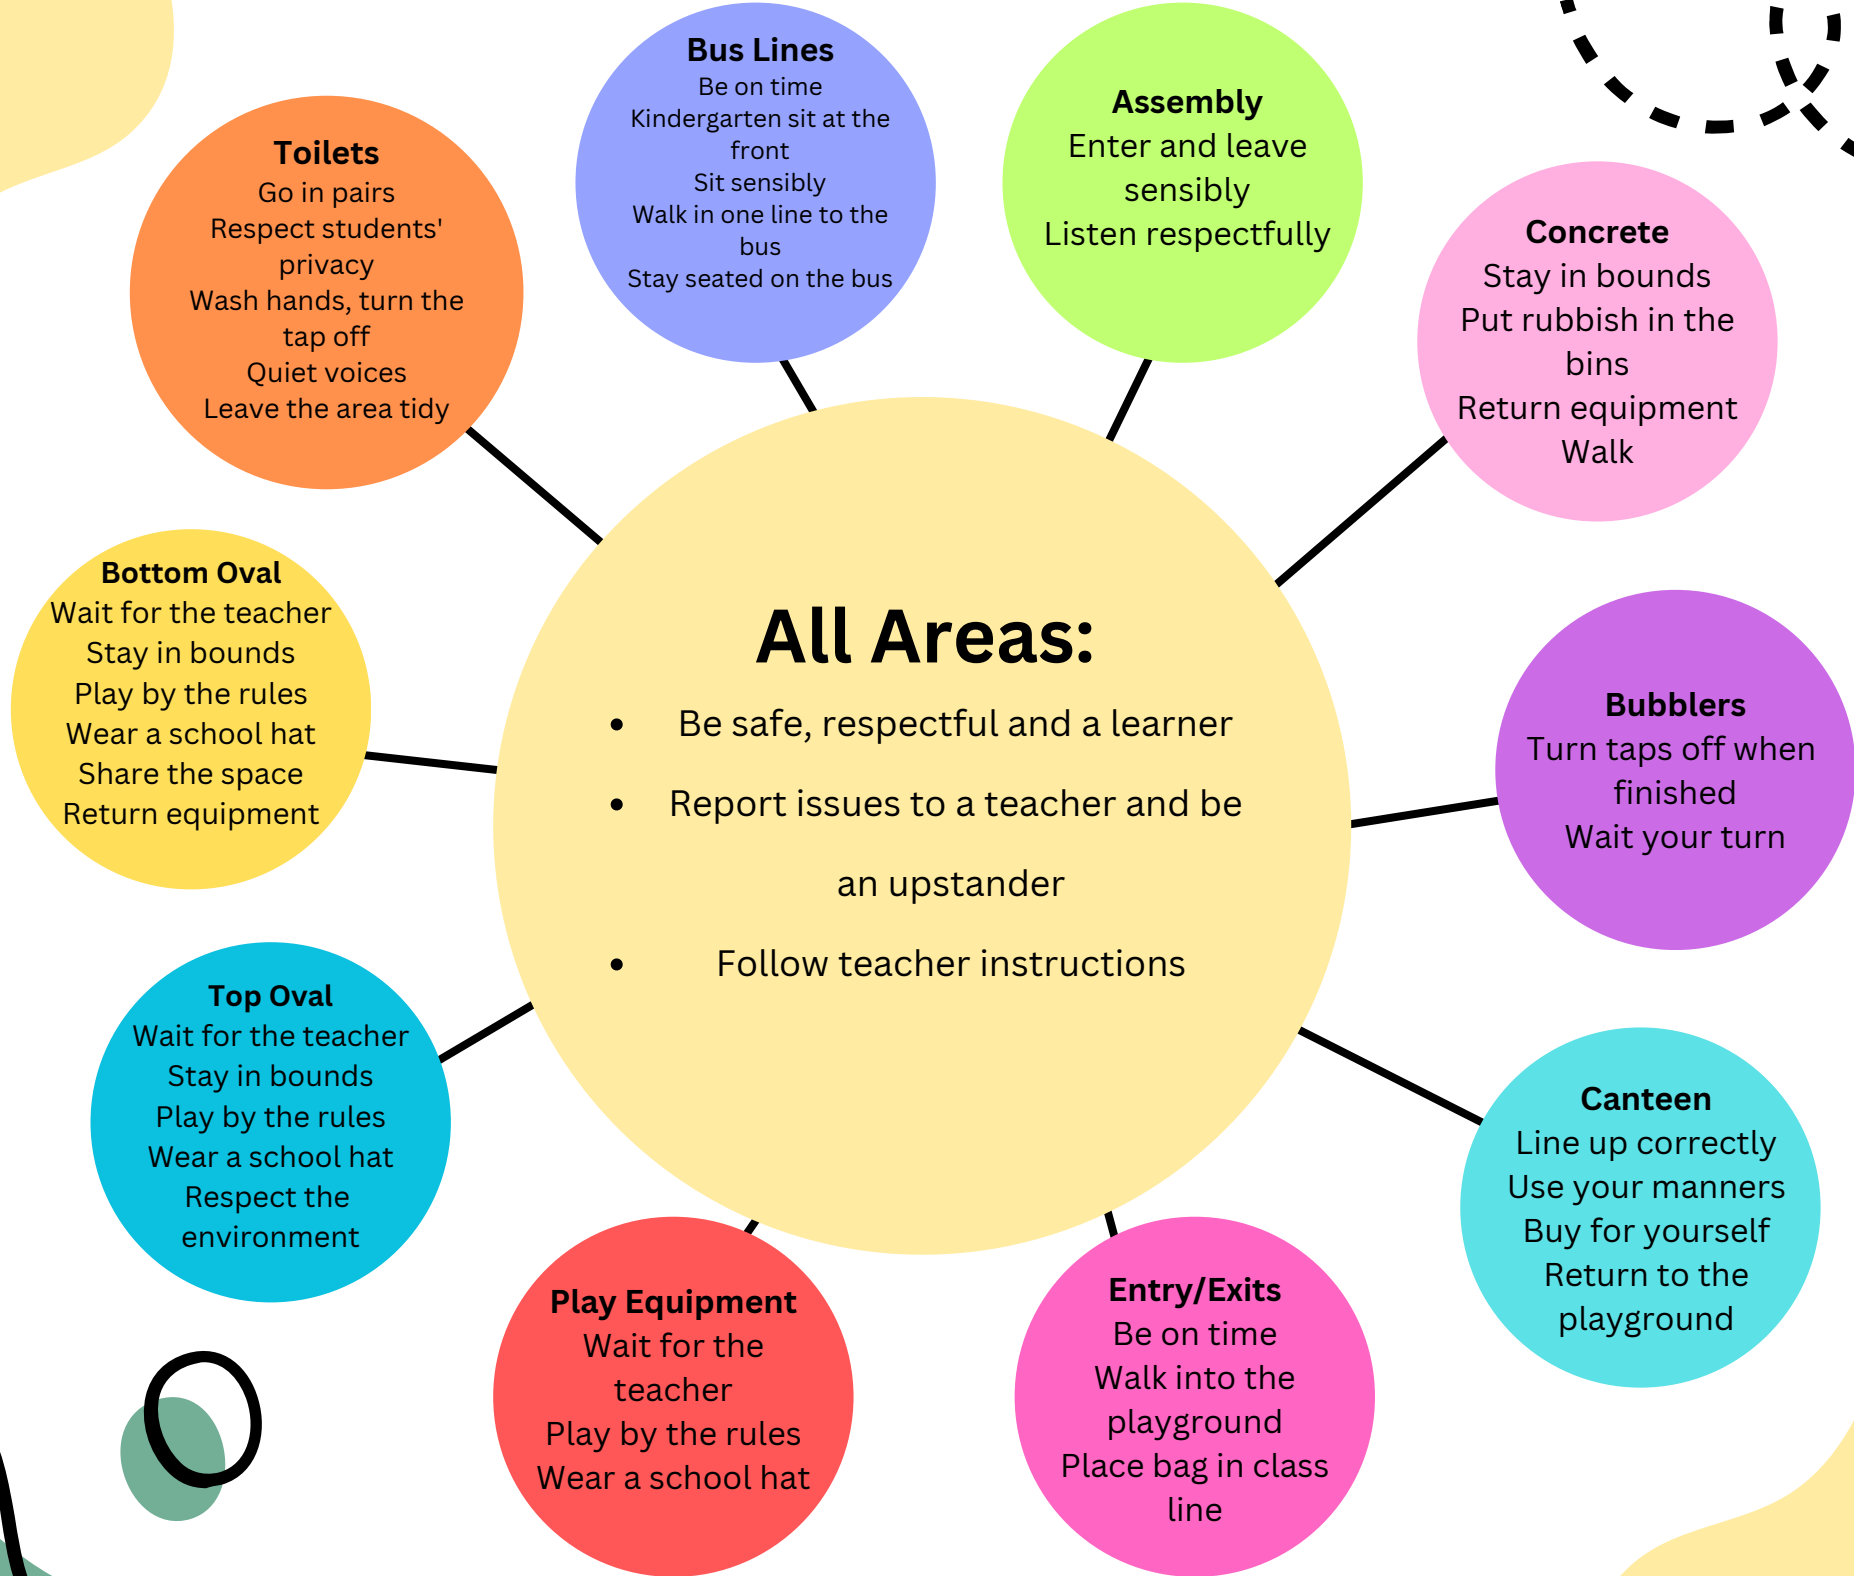 Bus Lines
Be on time
Kindergarten sit at the
front
Sit sensibly
Walk in one line to the
bus
Stay seated on the bus
Assembly
Enter and leave
sensibly
Listen respectfully
Toilets
Go in pairs
Respect students'
privacy
Wash hands, turn the
tap off
Quiet voices
Leave the area tidy
Concrete
Stay in bounds
Put rubbish in the
bins
Return equipment
Walk
Bottom Oval
Wait for the teacher
Stay in bounds
Play by the rules
Wear a school hat
Share the space
Return equipment
All Areas:
• Be safe, respectful and a learner
• Report issues to a teacher and be
an upstander
• Follow teacher instructions
Bubblers
Turn taps off when
finished
Wait your turn
Top Oval
Wait for the teacher
Stay in bounds
Play by the rules
Wear a school hat
Respect the
environment
Canteen
Line up correctly
Use your manners
Buy for yourself
Return to the
playground
Play Equipment
Wait for the
teacher
Play by the rules
Wear a school hat
Entry/Exits
Be on time
Walk into the
playground
Place bag in class
line